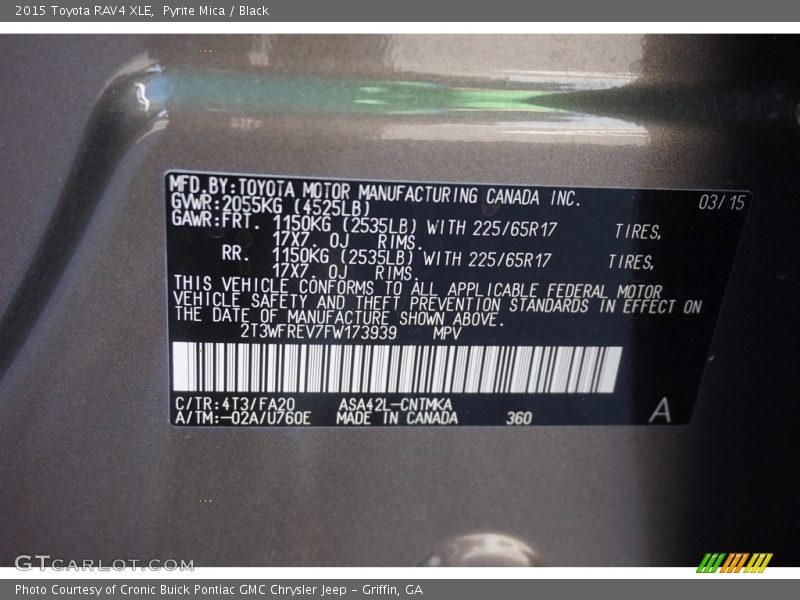 2015 Toyota RAV4 XLE, Pyrite Mica / Black
MFD.BY:TOYOTA MOTOR MANUFACTURING CANADA INC. 03/15
GVWR:2055KG (4525LB)
GAWR:FRT. 1150KG (2535LB) WITH 225/65R17 TIRES,
17X7. OJ RIMS.
RR. 1150KG (2535LB) WITH 225/65R17 TIRES,
17X7. OJ RIMS.
THIS VEHICLE CONFORMS TO ALL APPLICABLE FEDERAL MOTOR
VEHICLE SAFETY AND THEFT PREVENTION STANDARDS IN EFFECT ON
THE DATE OF MANUFACTURE SHOWN ABOVE.
2T3WFREV7FW173939 MPV
C/TR:4T3/FA20 ASA42L-CNTMKA
A/TM:-02A/U760E MADE IN CANADA 360 A
GTCARLOT.COM
Photo Courtesy of Cronic Buick Pontiac GMC Chrysler Jeep - Griffin, GA